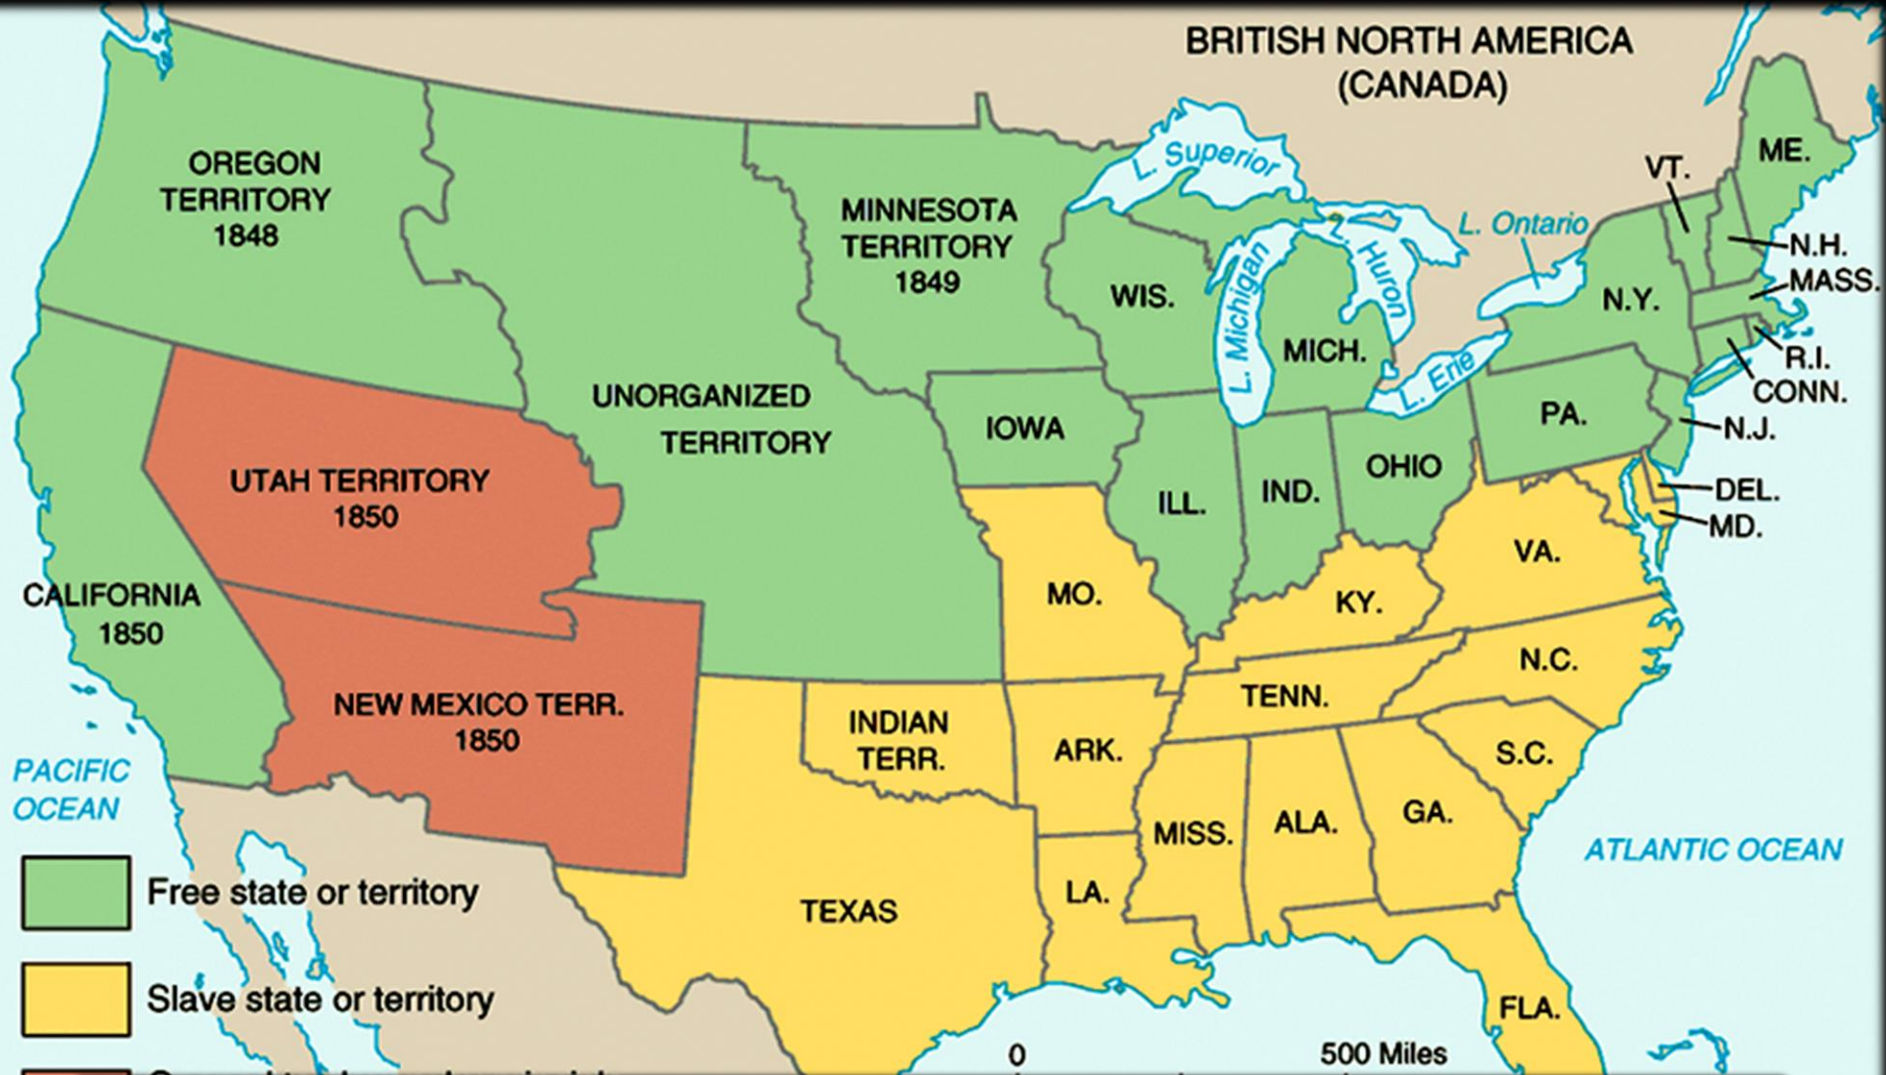 BRITISH NORTH AMERICA
(CANADA)
OREGON
TERRITORY
1848
MINNESOTA
TERRITORY
1849
L. Superior
L. Michigan
L. Huron
L. Ontario
L. Erie
VT.
ME.
N.H.
MASS.
N.Y.
R.I.
CONN.
WIS.
MICH.
UNORGANIZED
TERRITORY
IOWA
PA.
N.J.
UTAH TERRITORY
1850
ILL.
IND.
OHIO
DEL.
MD.
CALIFORNIA
1850
MO.
KY.
VA.
NEW MEXICO TERR.
1850
INDIAN
TERR.
ARK.
TENN.
N.C.
S.C.
PACIFIC
OCEAN
TEXAS
LA.
MISS.
ALA.
GA.
ATLANTIC OCEAN
FLA.
Free state or territory
Slave state or territory
0 500 Miles